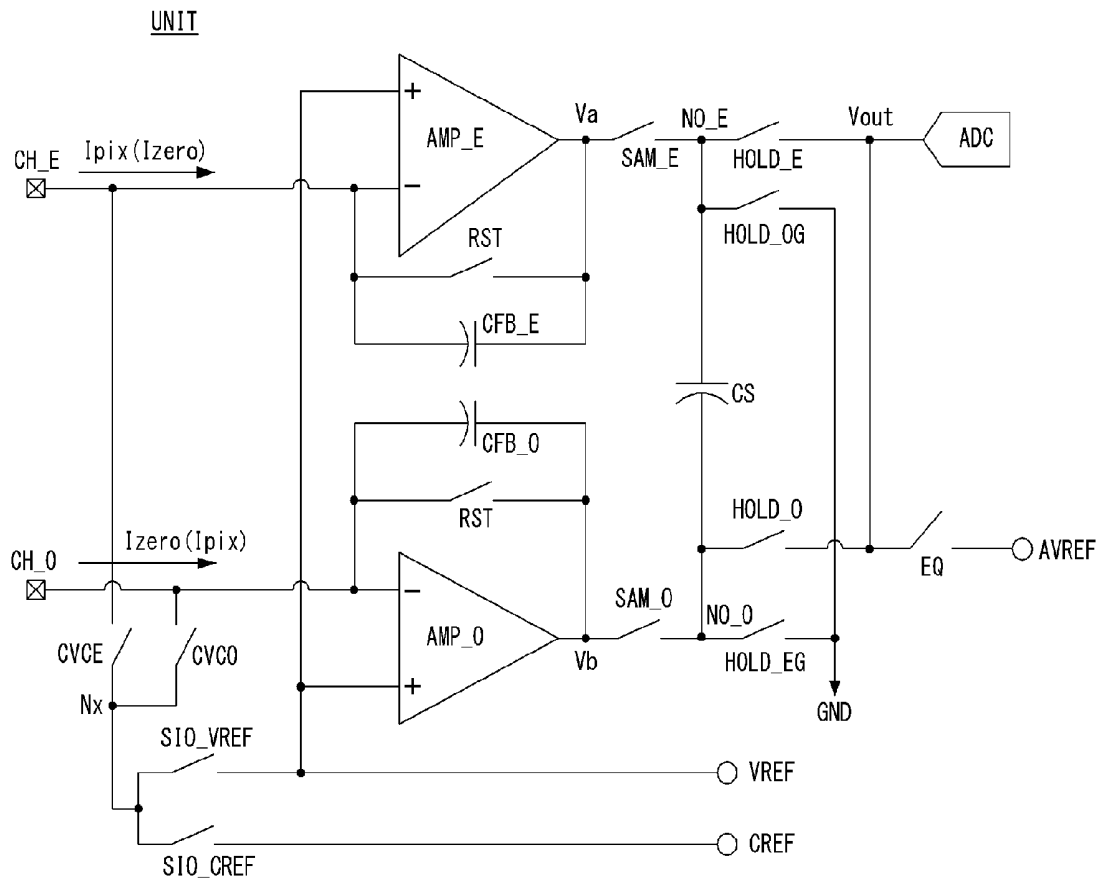 UNIT
CH_E
Ipix(Izero)
+
AMP_E
−
Va
SAM_E
NO_E
HOLD_E
Vout
ADC
HOLD_OG
RST
CFB_E
CS
CFB_O
RST
HOLD_O
EQ
AVREF
CH_O
Izero(Ipix)
−
AMP_O
+
Vb
SAM_O
NO_O
HOLD_EG
GND
CVCE
CVCO
Nx
SIO_VREF
VREF
SIO_CREF
CREF